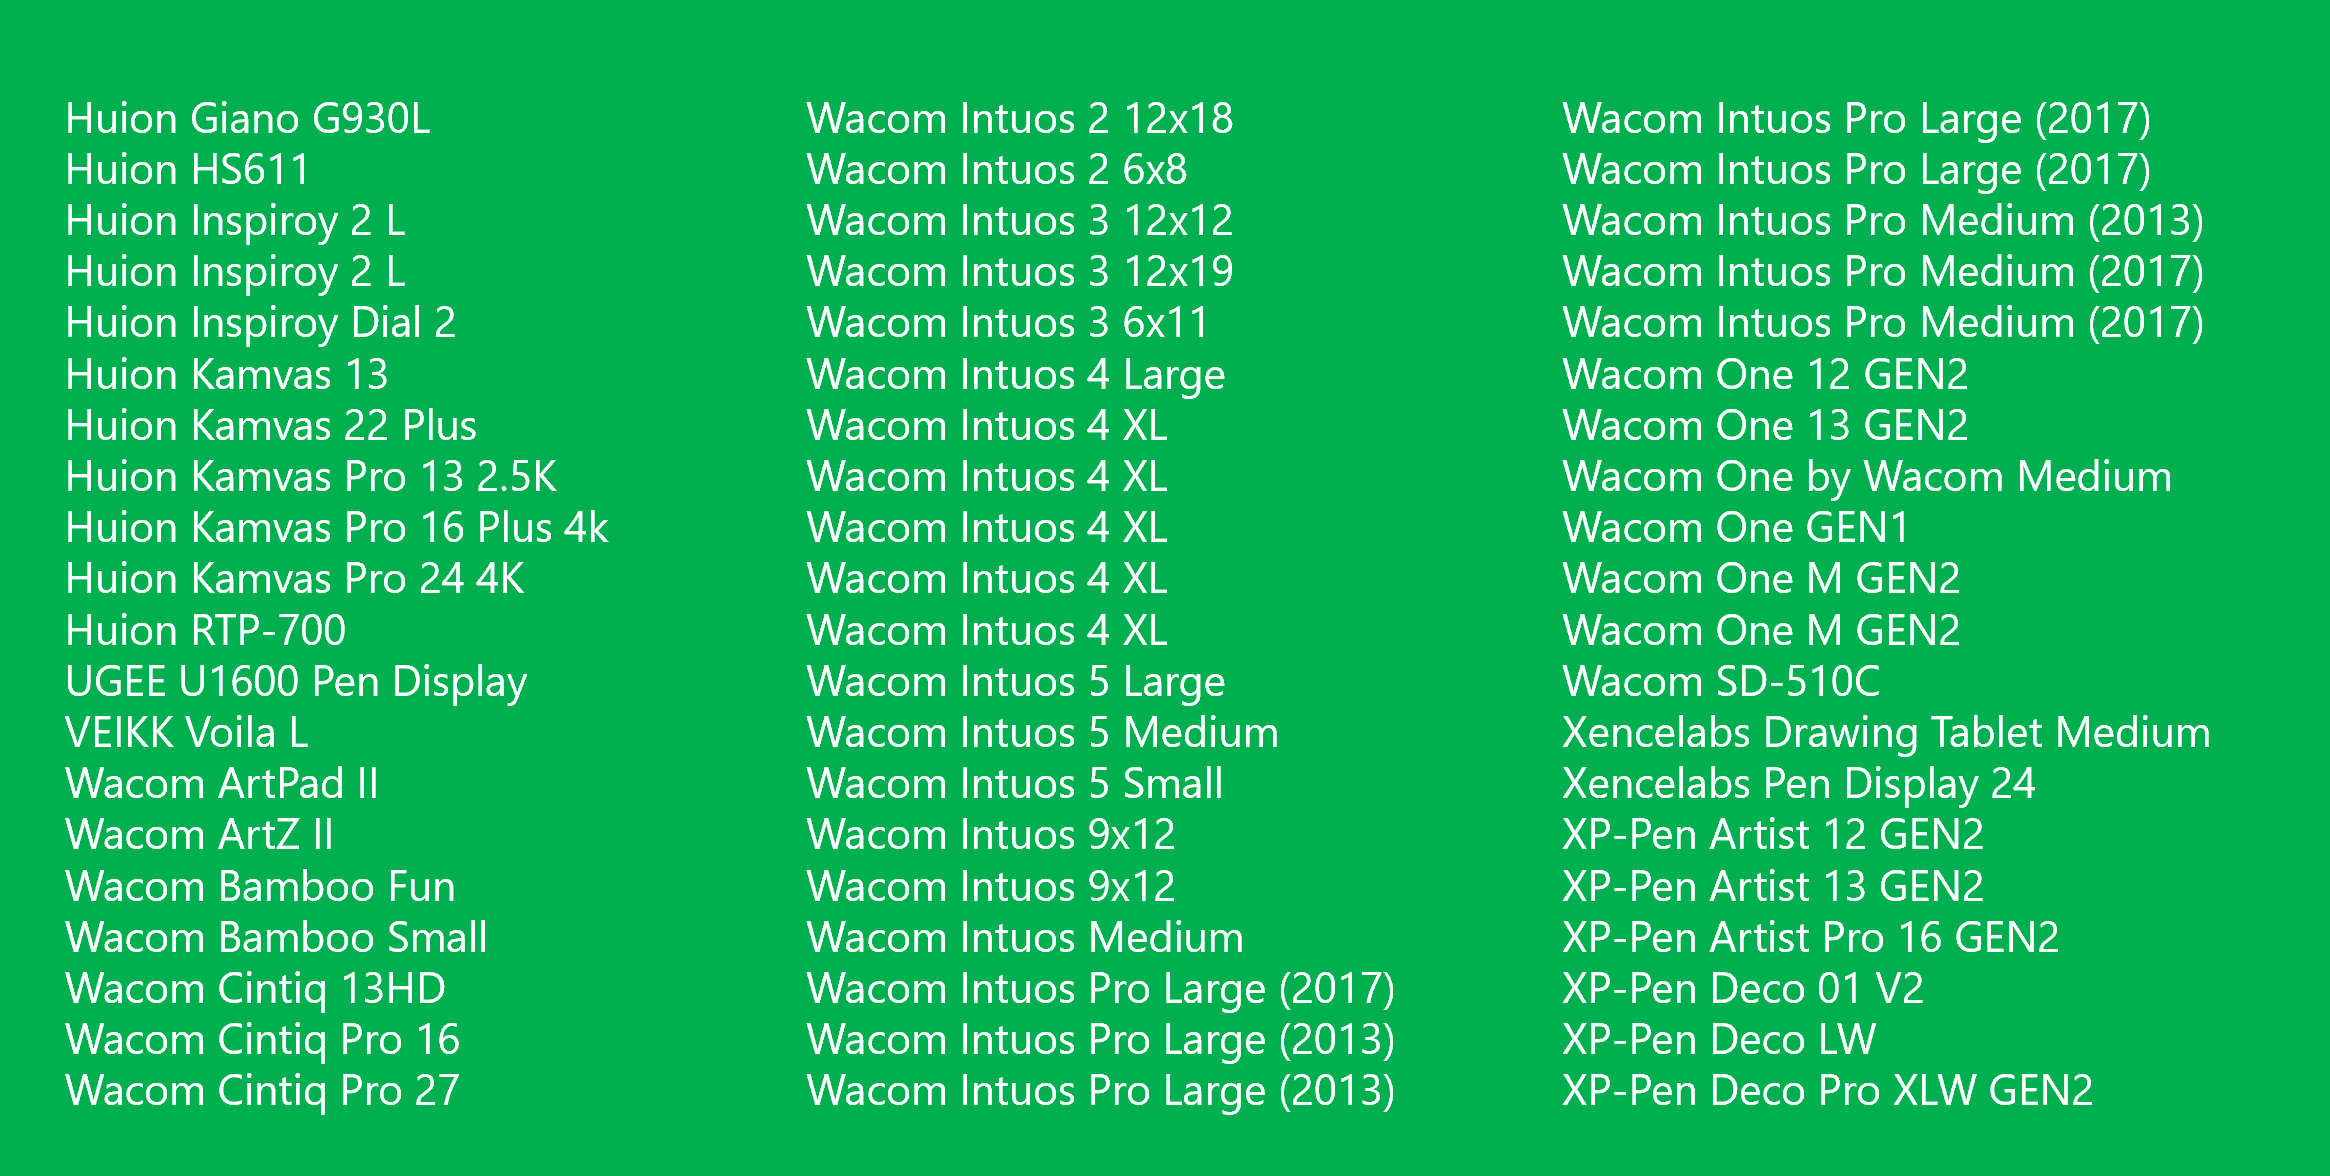 Huion Giano G930L
Huion HS611
Huion Inspiroy 2 L
Huion Inspiroy 2 L
Huion Inspiroy Dial 2
Huion Kamvas 13
Huion Kamvas 22 Plus
Huion Kamvas Pro 13 2.5K
Huion Kamvas Pro 16 Plus 4k
Huion Kamvas Pro 24 4K
Huion RTP-700
UGEE U1600 Pen Display
VEIKK Voila L
Wacom ArtPad II
Wacom ArtZ II
Wacom Bamboo Fun
Wacom Bamboo Small
Wacom Cintiq 13HD
Wacom Cintiq Pro 16
Wacom Cintiq Pro 27
Wacom Intuos 2 12x18
Wacom Intuos 2 6x8
Wacom Intuos 3 12x12
Wacom Intuos 3 12x19
Wacom Intuos 3 6x11
Wacom Intuos 4 Large
Wacom Intuos 4 XL
Wacom Intuos 4 XL
Wacom Intuos 4 XL
Wacom Intuos 4 XL
Wacom Intuos 4 XL
Wacom Intuos 5 Large
Wacom Intuos 5 Medium
Wacom Intuos 5 Small
Wacom Intuos 9x12
Wacom Intuos 9x12
Wacom Intuos Medium
Wacom Intuos Pro Large (2017)
Wacom Intuos Pro Large (2013)
Wacom Intuos Pro Large (2013)
Wacom Intuos Pro Large (2017)
Wacom Intuos Pro Large (2017)
Wacom Intuos Pro Medium (2013)
Wacom Intuos Pro Medium (2017)
Wacom Intuos Pro Medium (2017)
Wacom One 12 GEN2
Wacom One 13 GEN2
Wacom One by Wacom Medium
Wacom One GEN1
Wacom One M GEN2
Wacom One M GEN2
Wacom SD-510C
Xencelabs Drawing Tablet Medium
Xencelabs Pen Display 24
XP-Pen Artist 12 GEN2
XP-Pen Artist 13 GEN2
XP-Pen Artist Pro 16 GEN2
XP-Pen Deco 01 V2
XP-Pen Deco LW
XP-Pen Deco Pro XLW GEN2